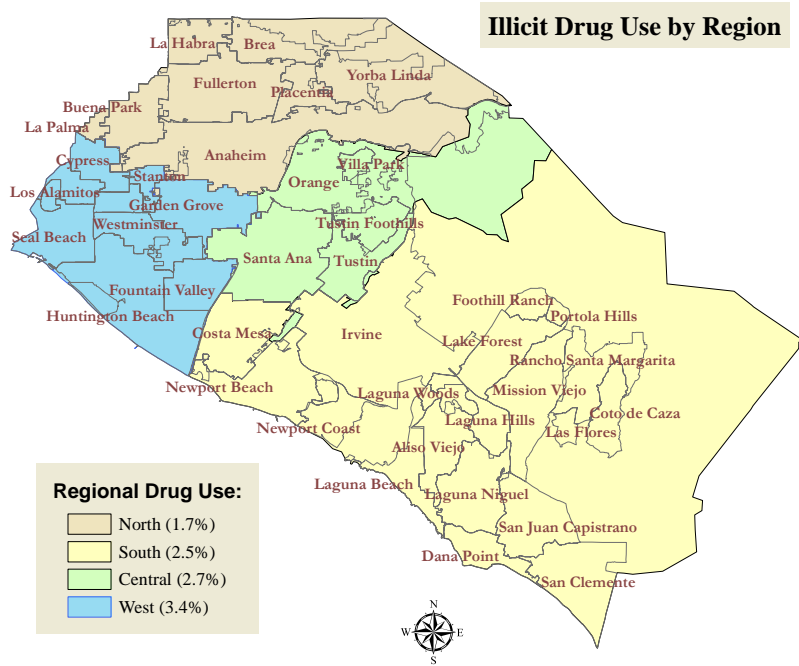 Illicit Drug Use by Region
La Habra
Brea
Fullerton
Yorba Linda
Placentia
Buena Park
La Palma
Anaheim
Cypress
Stanton
Villa Park
Orange
Los Alamitos
Garden Grove
Westminster
Tustin Foothills
Seal Beach
Santa Ana
Tustin
Fountain Valley
Foothill Ranch
Huntington Beach
Portola Hills
Costa Mesa
Irvine
Lake Forest
Rancho Santa Margarita
Newport Beach
Laguna Woods
Mission Viejo
Coto de Caza
Laguna Hills
Newport Coast
Las Flores
Aliso Viejo
Laguna Beach
Laguna Niguel
San Juan Capistrano
Dana Point
San Clemente
Regional Drug Use:
North (1.7%)
South (2.5%)
Central (2.7%)
West (3.4%)
N
W
E
S